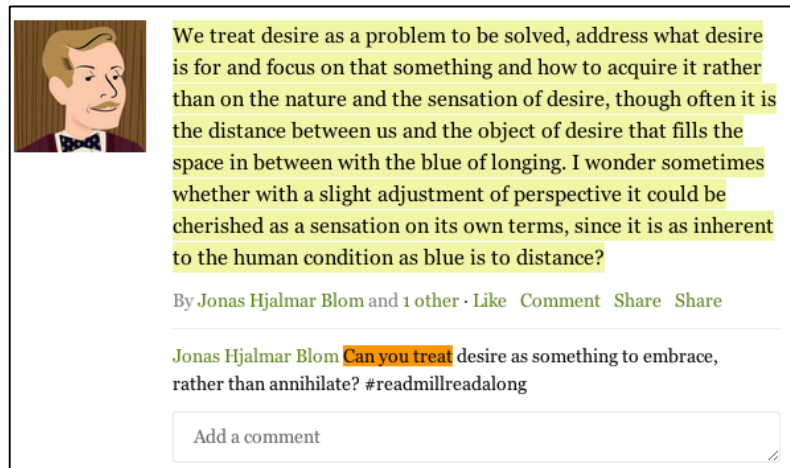 We treat desire as a problem to be solved, address what desire
is for and focus on that something and how to acquire it rather
than on the nature and the sensation of desire, though often it is
the distance between us and the object of desire that fills the
space in between with the blue of longing. I wonder sometimes
whether with a slight adjustment of perspective it could be
cherished as a sensation on its own terms, since it is as inherent
to the human condition as blue is to distance?
By Jonas Hjalmar Blom and 1 other · Like Comment Share Share
Jonas Hjalmar Blom Can you treat desire as something to embrace,
rather than annihilate? #readmillreadalong
Add a comment